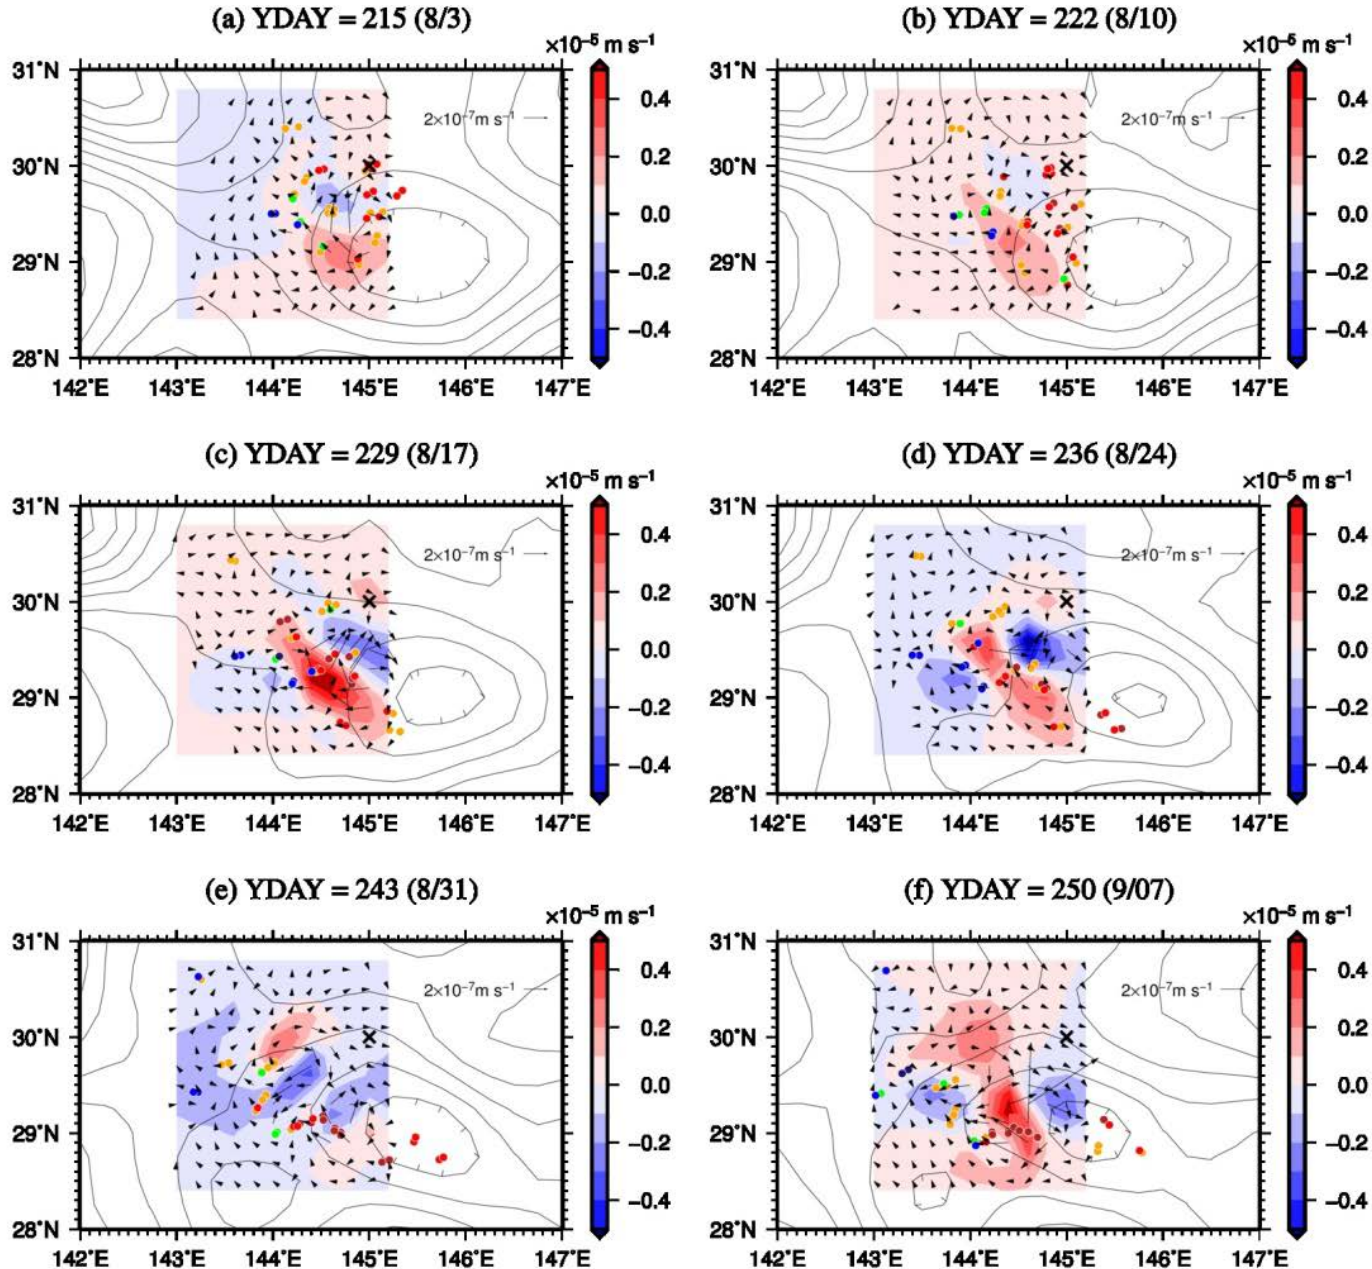 (a) YDAY = 215 (8/3)
×10⁻⁵ m s⁻¹
31°N
30°N
29°N
28°N
142°E 143°E 144°E 145°E 146°E 147°E
2×10⁻⁷m s⁻¹
0.4
0.2
0.0
−0.2
−0.4
(b) YDAY = 222 (8/10)
×10⁻⁵ m s⁻¹
31°N
30°N
29°N
28°N
142°E 143°E 144°E 145°E 146°E 147°E
2×10⁻⁷m s⁻¹
0.4
0.2
0.0
−0.2
−0.4
(c) YDAY = 229 (8/17)
×10⁻⁵ m s⁻¹
31°N
30°N
29°N
28°N
142°E 143°E 144°E 145°E 146°E 147°E
2×10⁻⁷m s⁻¹
0.4
0.2
0.0
−0.2
−0.4
(d) YDAY = 236 (8/24)
×10⁻⁵ m s⁻¹
31°N
30°N
29°N
28°N
142°E 143°E 144°E 145°E 146°E 147°E
2×10⁻⁷m s⁻¹
0.4
0.2
0.0
−0.2
−0.4
(e) YDAY = 243 (8/31)
×10⁻⁵ m s⁻¹
31°N
30°N
29°N
28°N
142°E 143°E 144°E 145°E 146°E 147°E
2×10⁻⁷m s⁻¹
0.4
0.2
0.0
−0.2
−0.4
(f) YDAY = 250 (9/07)
×10⁻⁵ m s⁻¹
31°N
30°N
29°N
28°N
142°E 143°E 144°E 145°E 146°E 147°E
2×10⁻⁷m s⁻¹
0.4
0.2
0.0
−0.2
−0.4